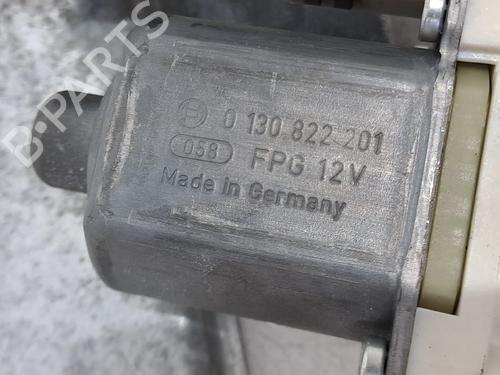 0 130 822 201
058 FPG 12V
Made in Germany
B-PARTS